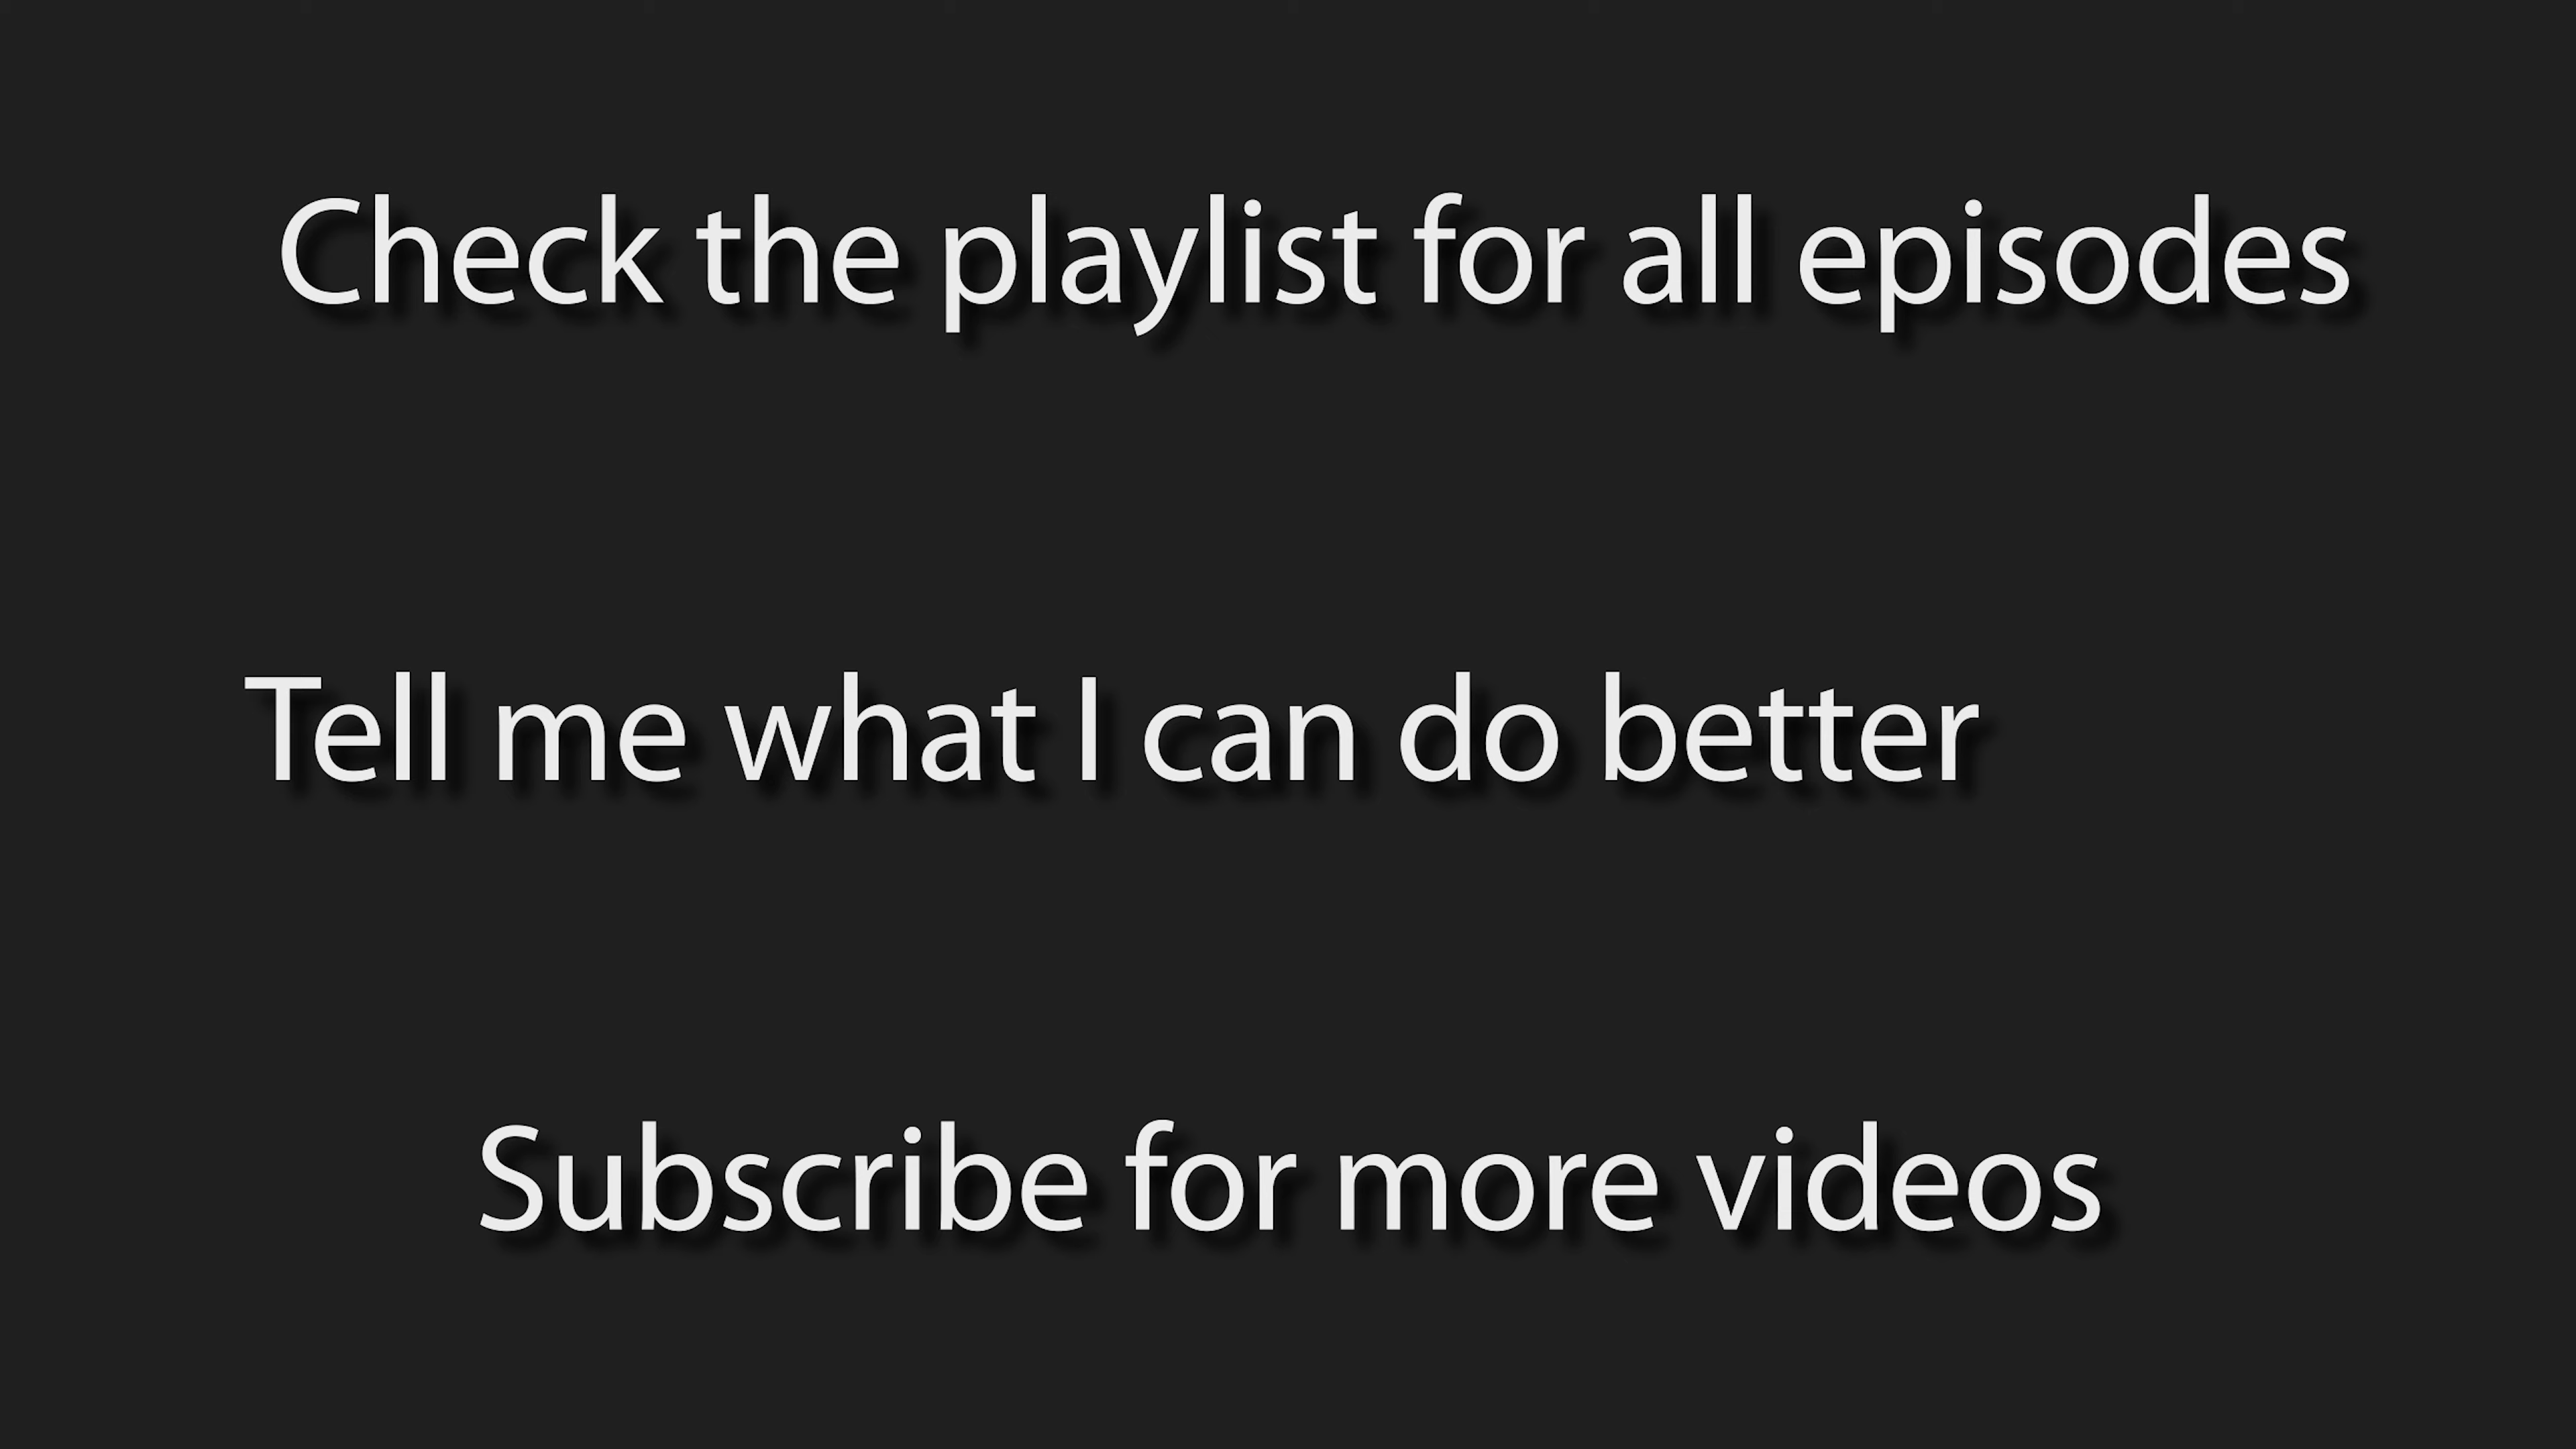 Check the playlist for all episodes
Tell me what I can do better
Subscribe for more videos